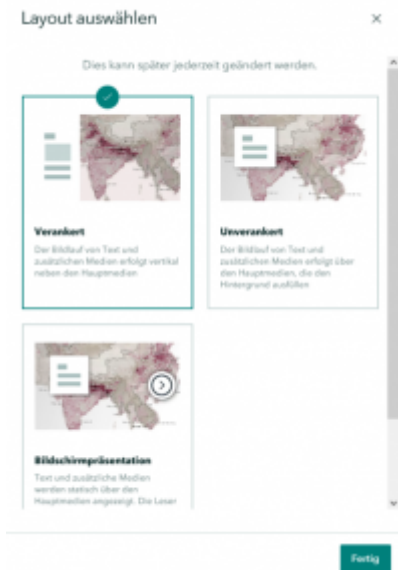 Layout auswählen
Dies kann später jederzeit geändert werden.
Verankert
Der Bildlauf von Text und
zusätzlichen Medien erfolgt vertikal
neben den Hauptmedien
Unverankert
Der Bildlauf von Text und
zusätzlichen Medien erfolgt über
den Hauptmedien, die den
Hintergrund ausfüllen
Bildschirmpräsentation
Text und zusätzliche Medien
werden statisch über den
Hauptmedien angezeigt. Die Leser
Fertig